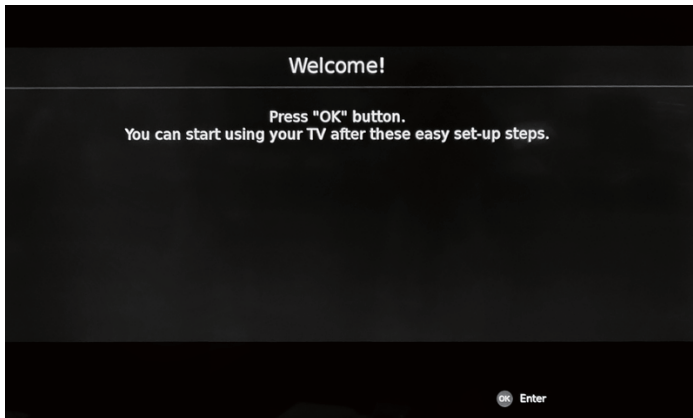 Welcome!
Press "OK" button.
You can start using your TV after these easy set-up steps.
OK Enter